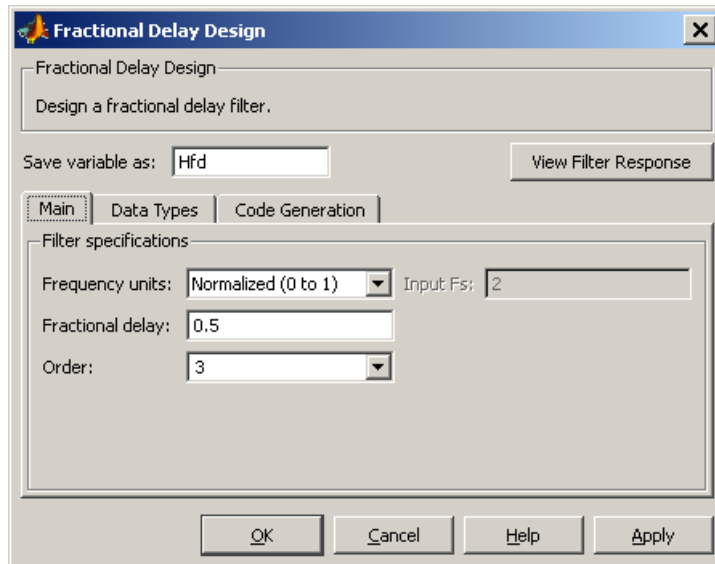 Fractional Delay Design
Fractional Delay Design
Design a fractional delay filter.
Save variable as: Hfd View Filter Response
Main Data Types Code Generation
Filter specifications
Frequency units: Normalized (0 to 1) Input Fs: 2
Fractional delay: 0.5
Order: 3
OK Cancel Help Apply